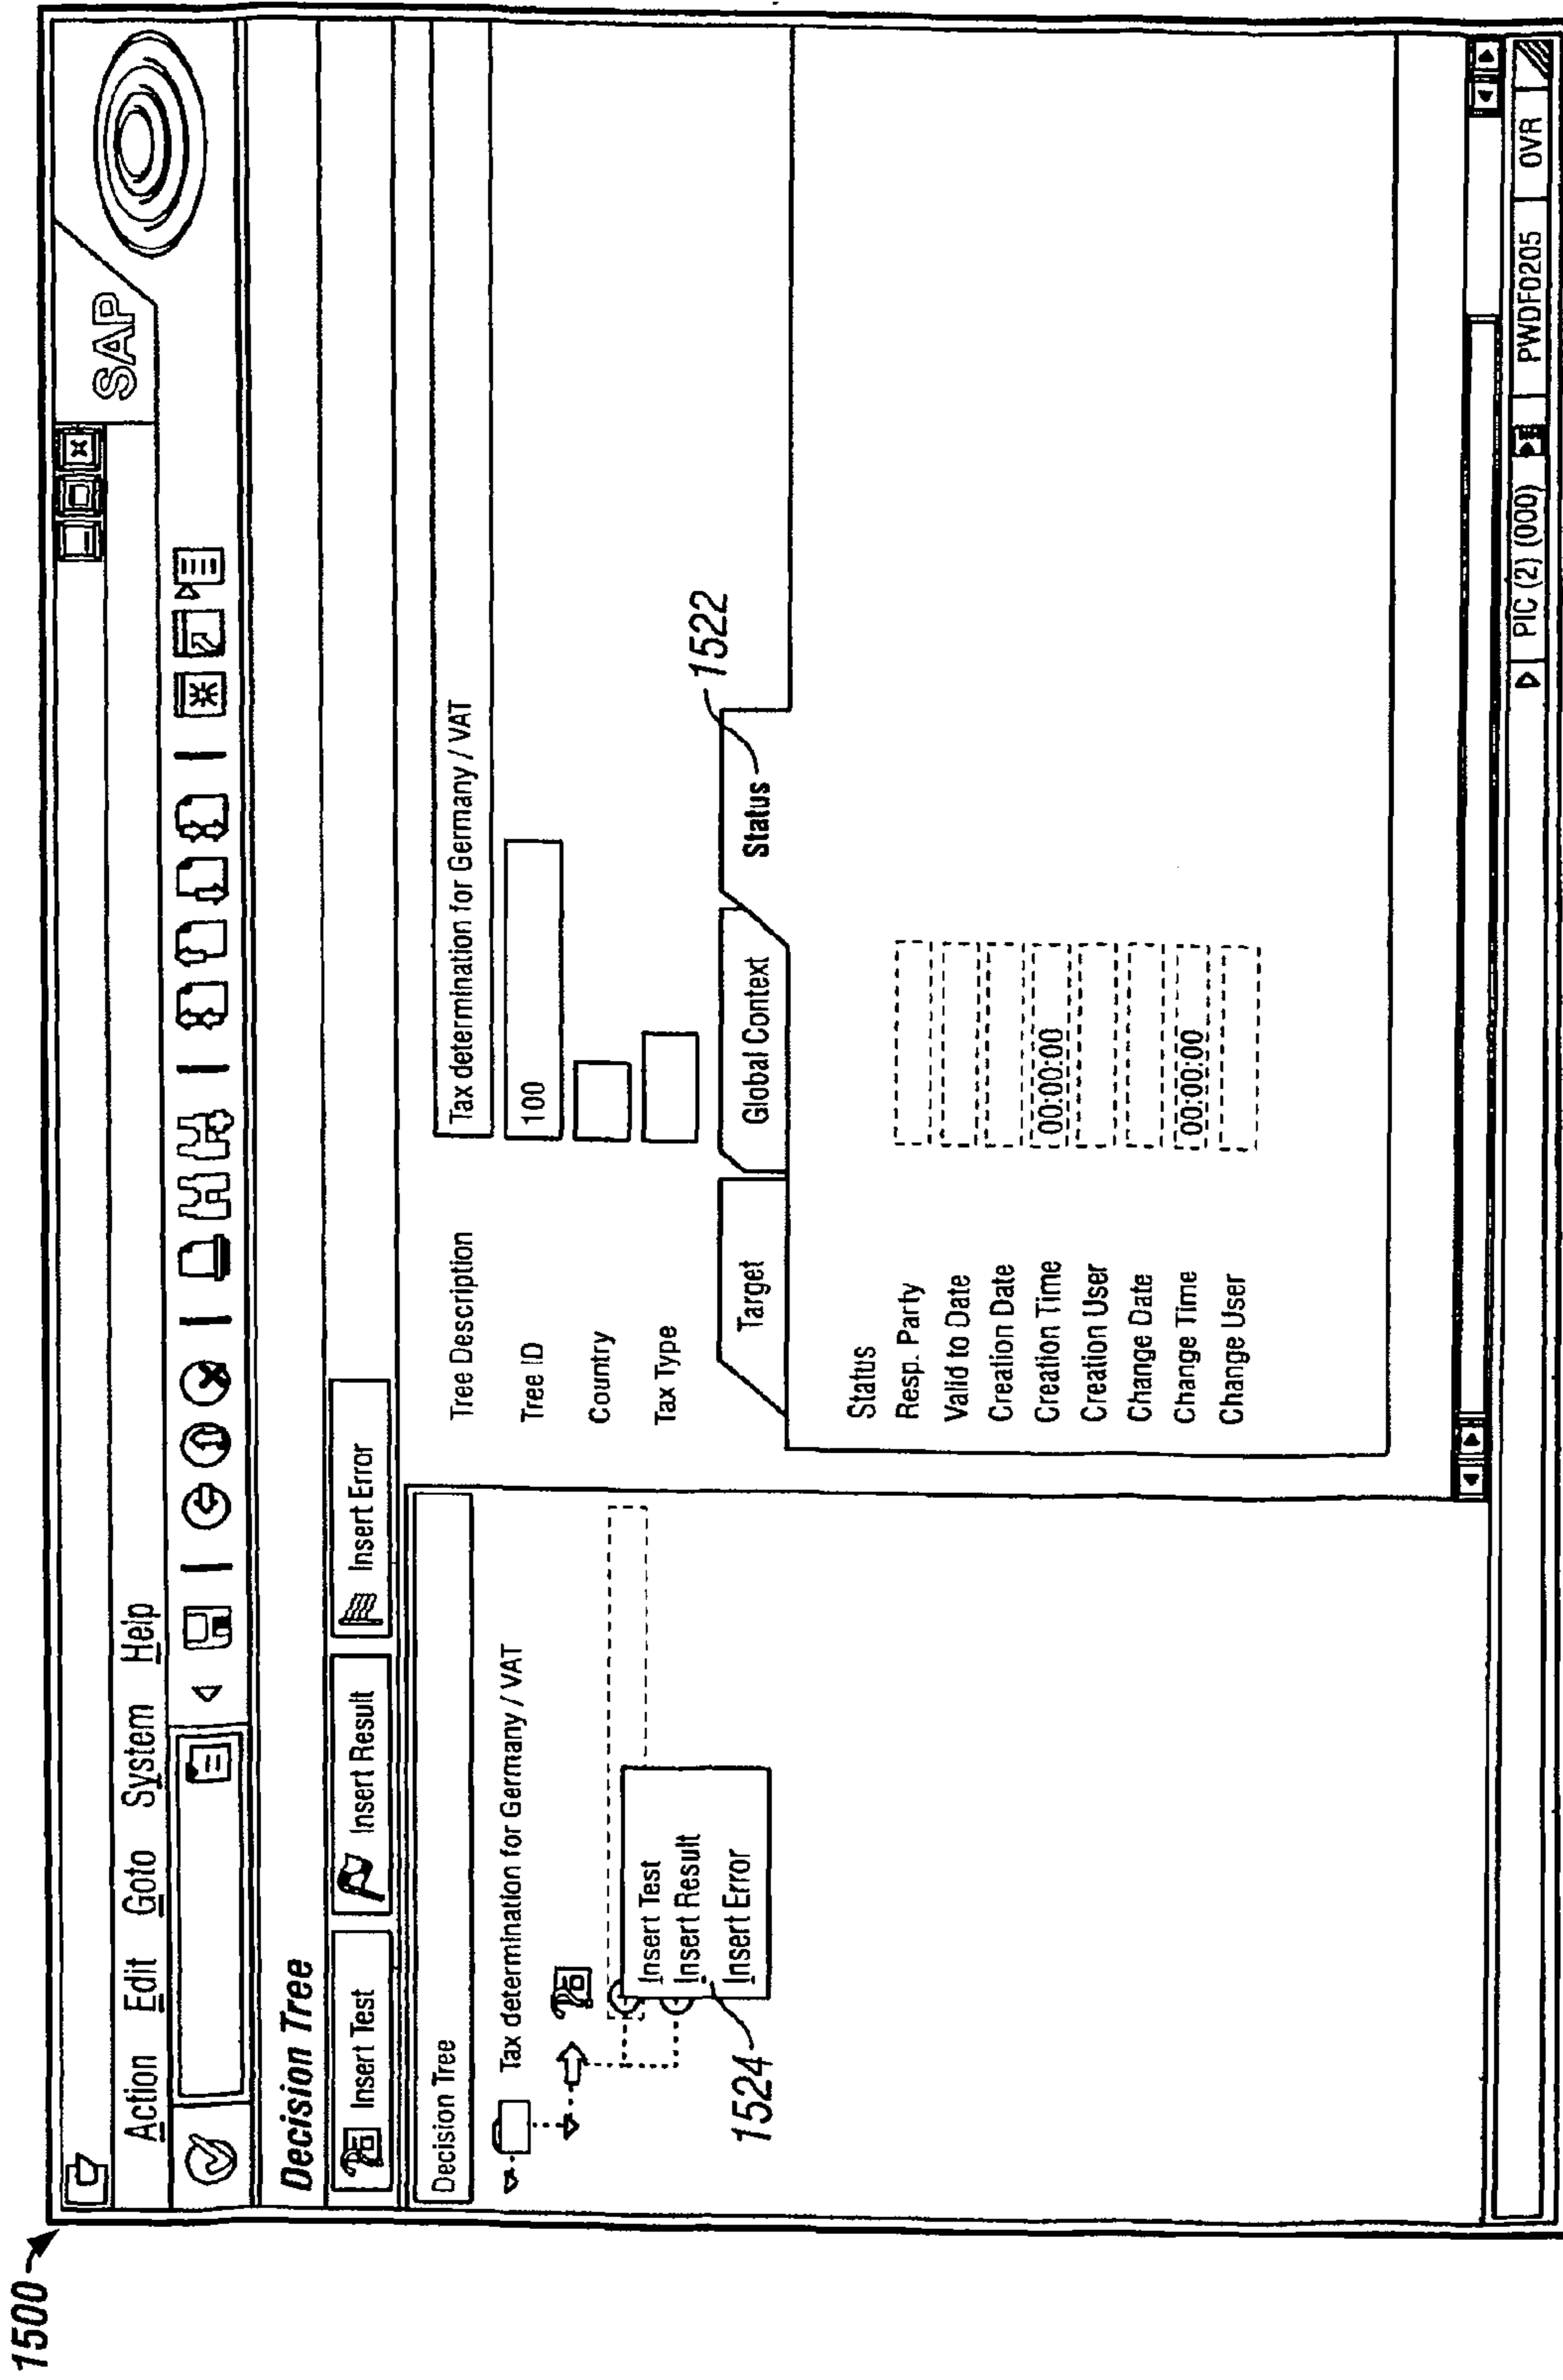 1500
SAP
Action Edit Goto System Help
Decision Tree
Insert Test Insert Result Insert Error
Decision Tree
Tax determination for Germany / VAT
Insert Test
Insert Result
Insert Error
1524
Tree Description Tax determination for Germany / VAT
Tree ID 100
Country
Tax Type
Target Global Context Status 1522
Status
Resp. Party
Valid to Date
Creation Date
Creation Time 00:00:00
Creation User
Change Date
Change Time 00:00:00
Change User
PIC (2) (000) PWDF0205 OVR